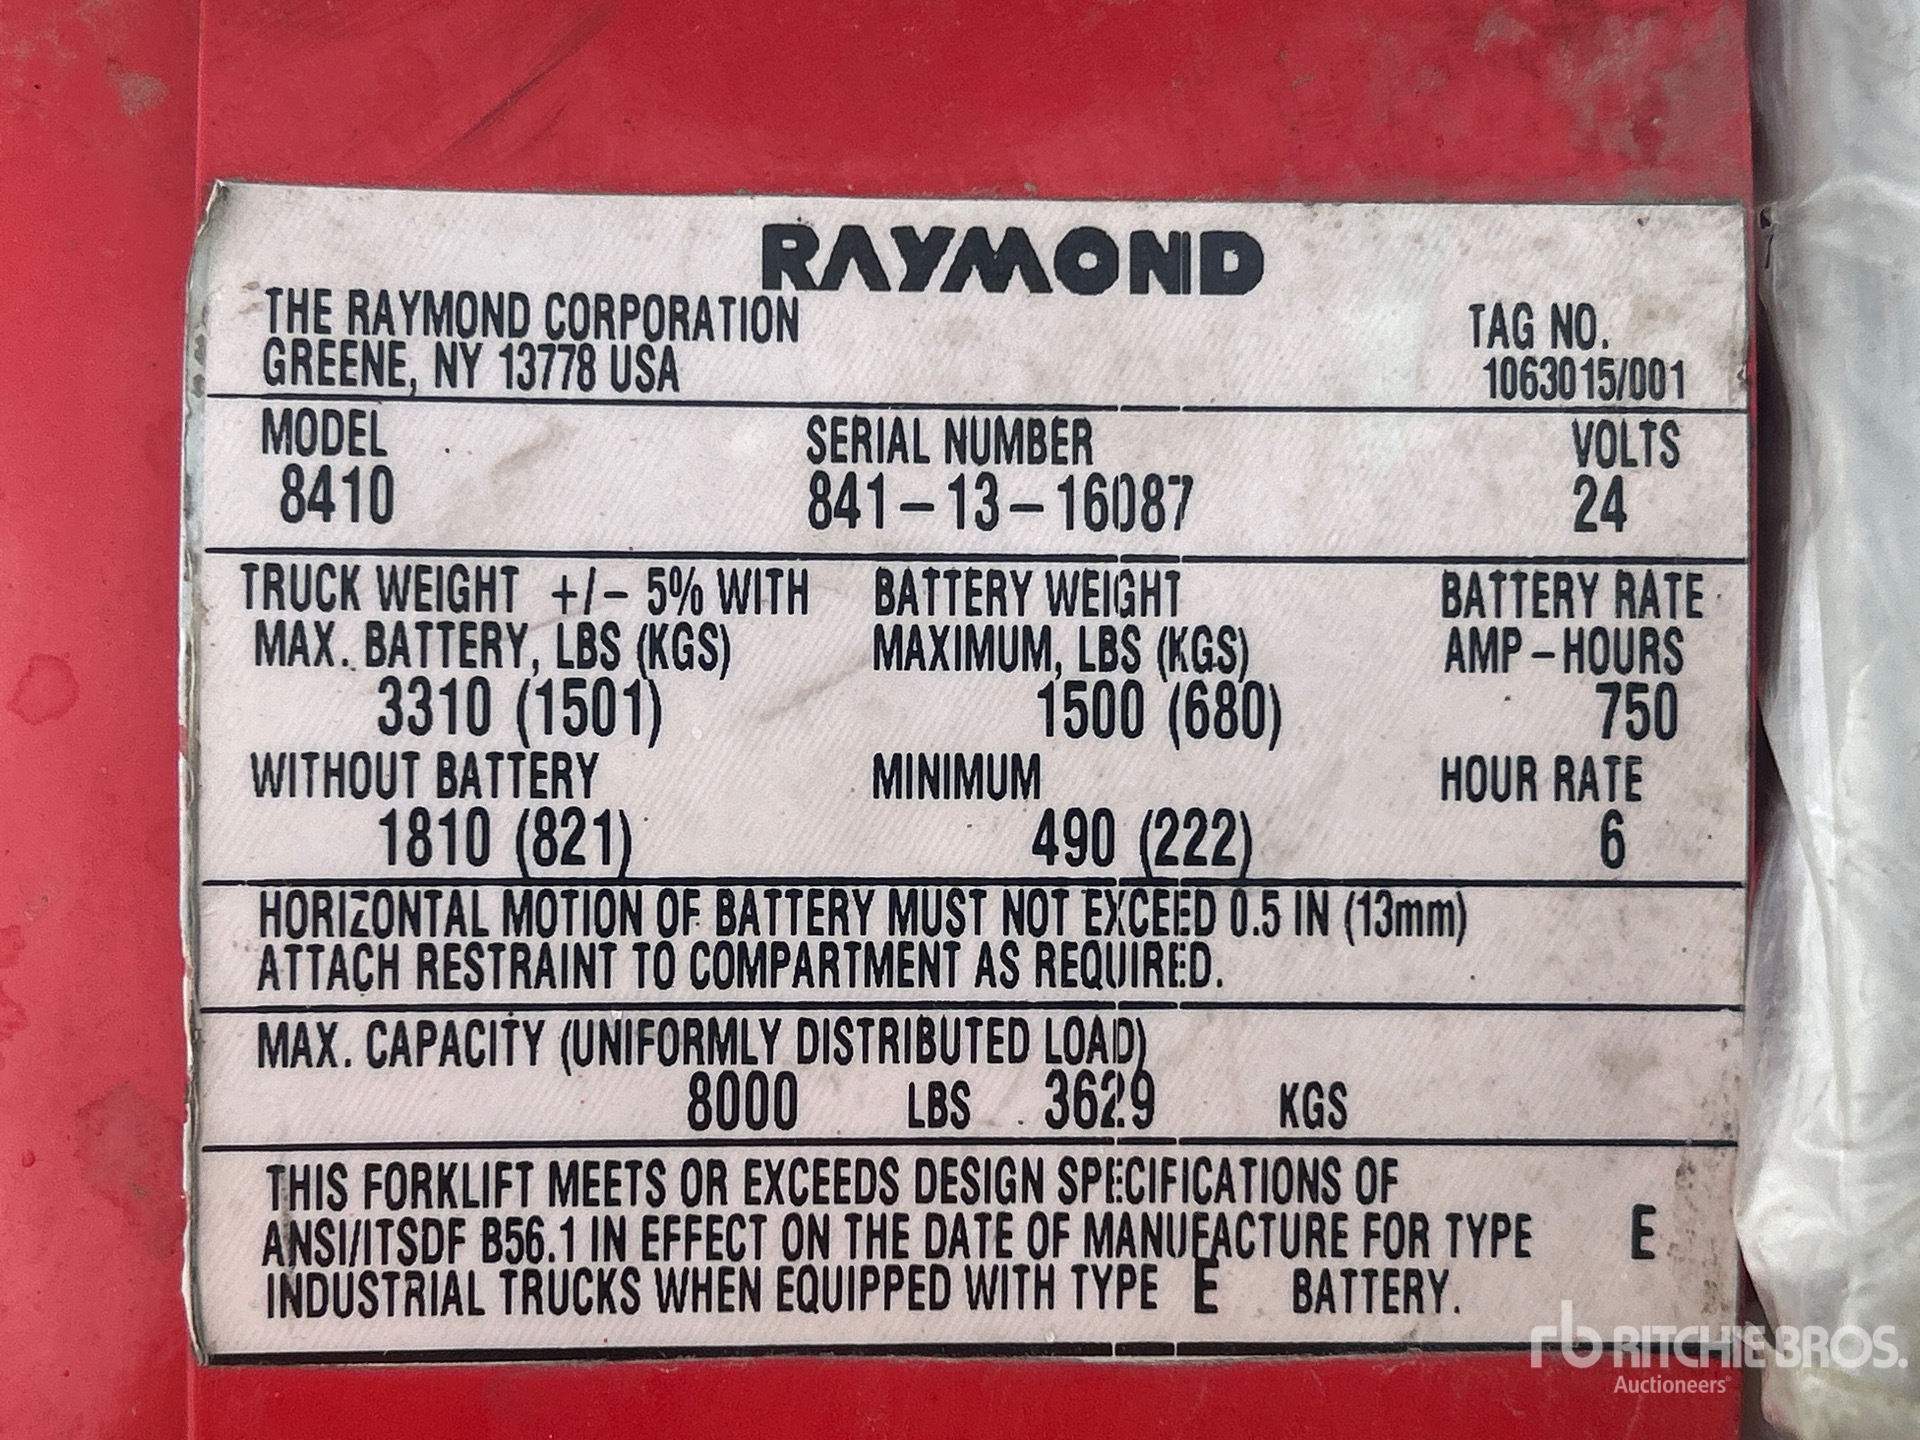 RAYMOND
THE RAYMOND CORPORATION
GREENE, NY 13778 USA
TAG NO.
1063015/001
MODEL
8410
SERIAL NUMBER
841-13-16087
VOLTS
24
TRUCK WEIGHT +/- 5% WITH
MAX. BATTERY, LBS (KGS)
3310 (1501)
WITHOUT BATTERY
1810 (821)
BATTERY WEIGHT
MAXIMUM, LBS (KGS)
1500 (680)
MINIMUM
490 (222)
BATTERY RATE
AMP-HOURS
750
HOUR RATE
6
HORIZONTAL MOTION OF BATTERY MUST NOT EXCEED 0.5 IN (13mm)
ATTACH RESTRAINT TO COMPARTMENT AS REQUIRED.
MAX. CAPACITY (UNIFORMLY DISTRIBUTED LOAD)
8000 LBS 3629 KGS
THIS FORKLIFT MEETS OR EXCEEDS DESIGN SPECIFICATIONS OF
ANSI/ITSDF B56.1 IN EFFECT ON THE DATE OF MANUFACTURE FOR TYPE E
INDUSTRIAL TRUCKS WHEN EQUIPPED WITH TYPE E BATTERY.
rb RITCHIE BROS.
Auctioneers